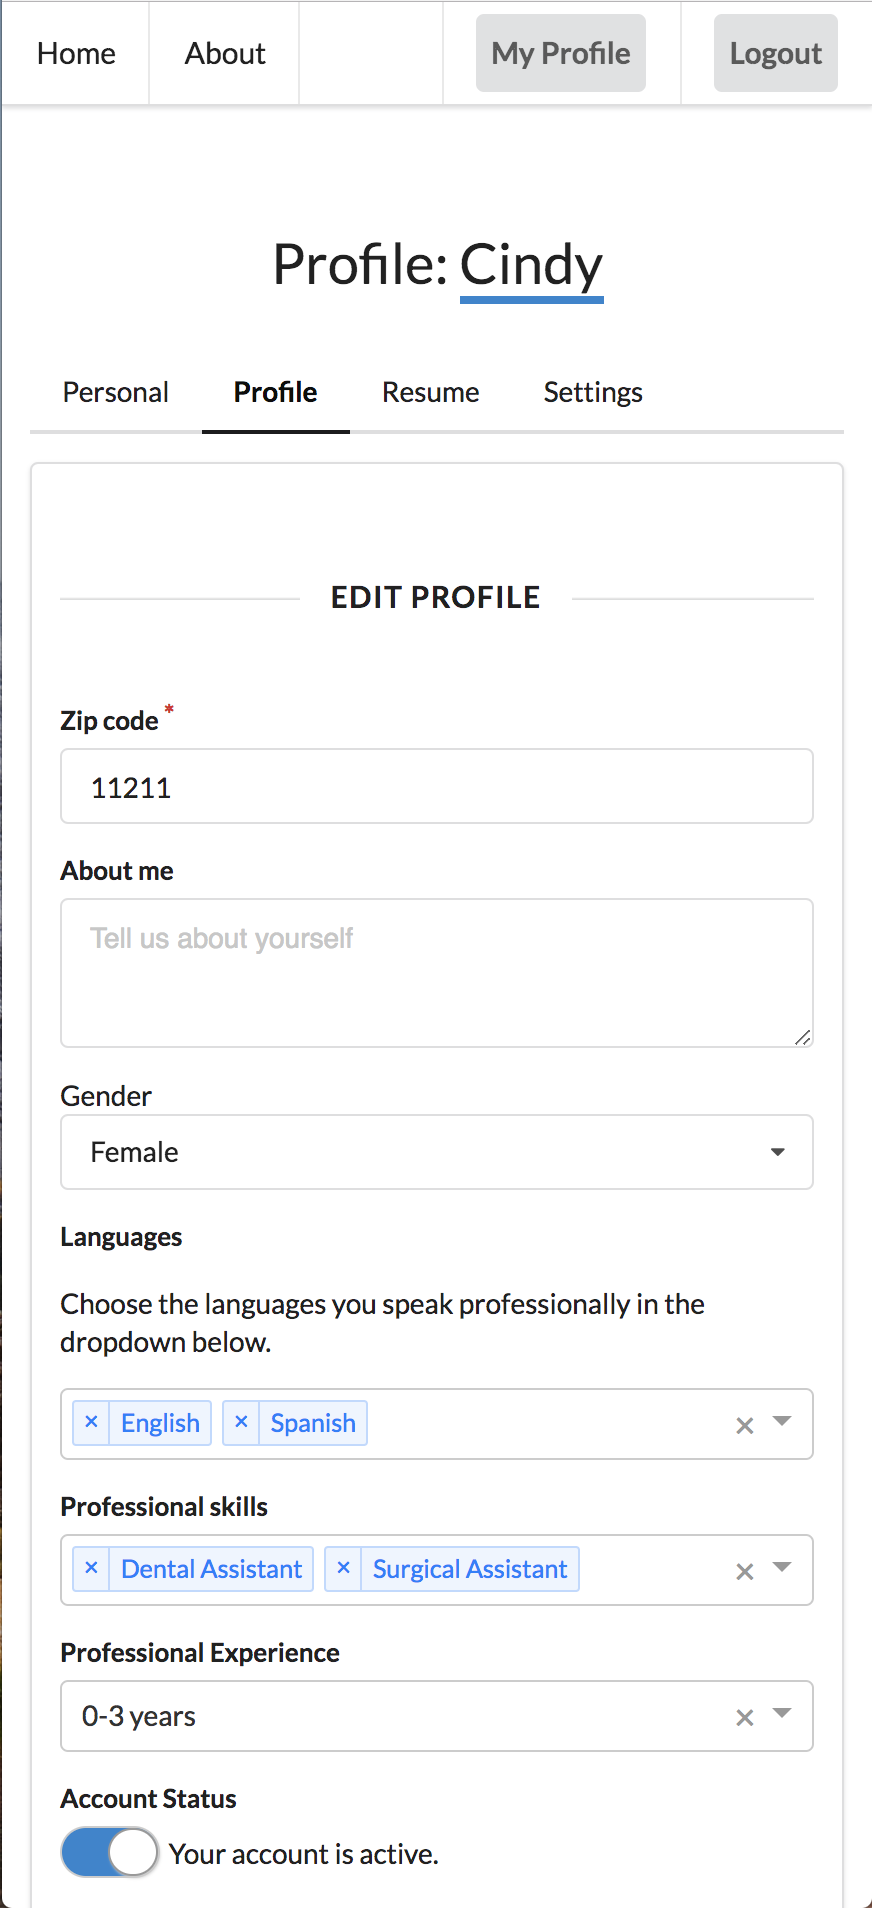 Home About My Profile Logout
Profile: Cindy
Personal Profile Resume Settings
EDIT PROFILE
Zip code *
11211
About me
Tell us about yourself
Gender
Female
Languages
Choose the languages you speak professionally in the
dropdown below.
× English × Spanish ×
Professional skills
× Dental Assistant × Surgical Assistant ×
Professional Experience
0-3 years ×
Account Status
Your account is active.